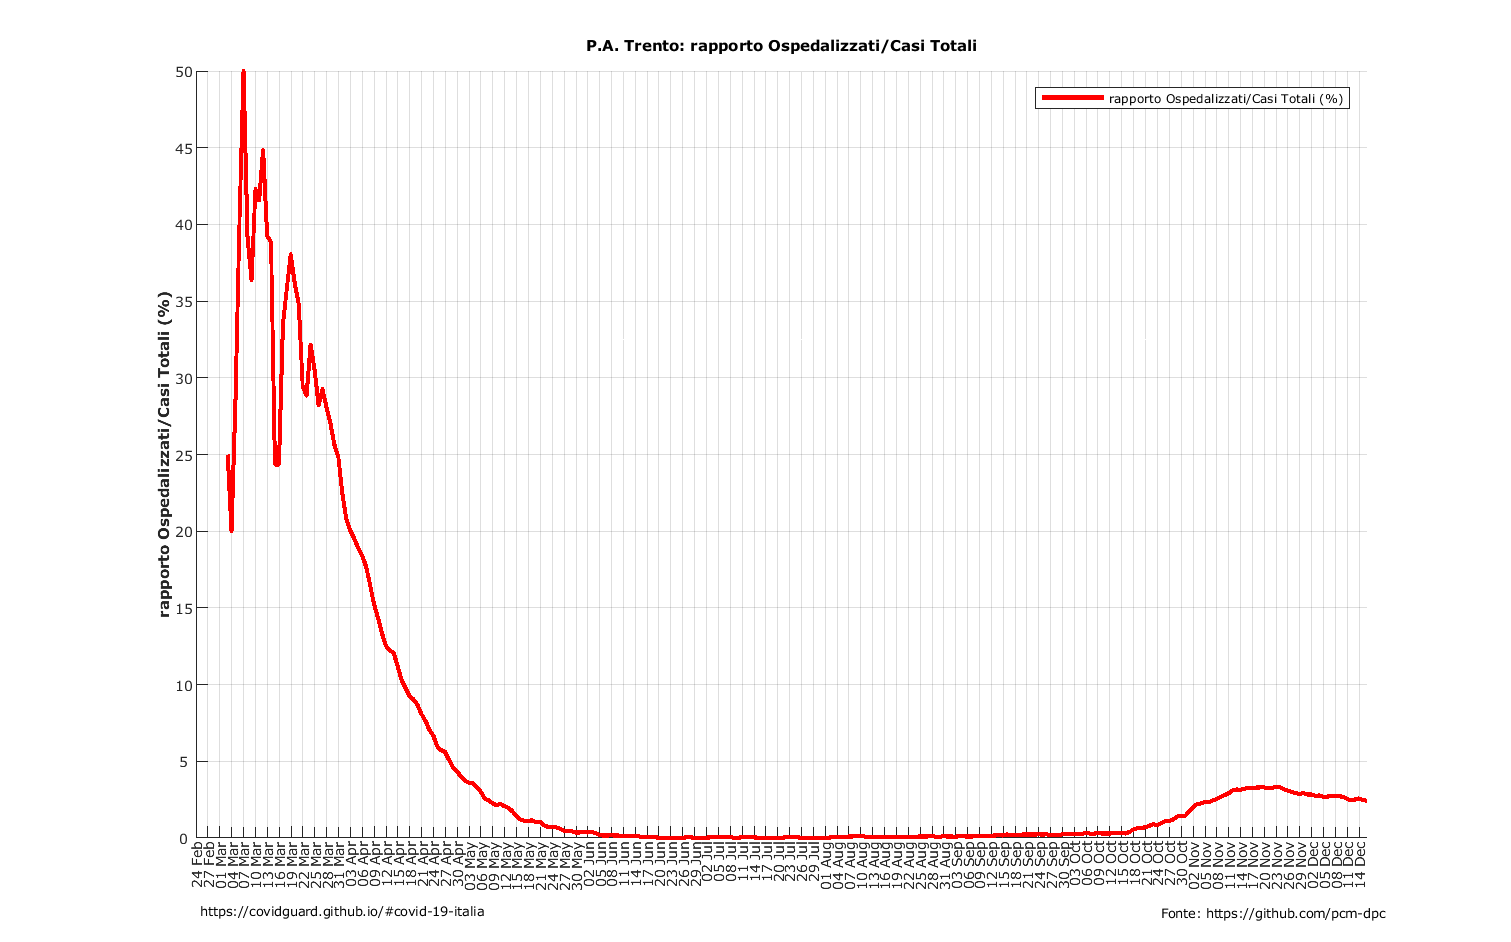 P.A. Trento: rapporto Ospedalizzati/Casi Totali
rapporto Ospedalizzati/Casi Totali (%)
rapporto Ospedalizzati/Casi Totali (%)
50
45
40
35
30
25
20
15
10
5
0
24 Feb
27 Feb
01 Mar
04 Mar
07 Mar
10 Mar
13 Mar
16 Mar
19 Mar
22 Mar
25 Mar
28 Mar
31 Mar
03 Apr
06 Apr
09 Apr
12 Apr
15 Apr
18 Apr
21 Apr
24 Apr
27 Apr
30 Apr
03 May
06 May
09 May
12 May
15 May
18 May
21 May
24 May
27 May
30 May
02 Jun
05 Jun
08 Jun
11 Jun
14 Jun
17 Jun
20 Jun
23 Jun
26 Jun
29 Jun
02 Jul
05 Jul
08 Jul
11 Jul
14 Jul
17 Jul
20 Jul
23 Jul
26 Jul
29 Jul
01 Aug
04 Aug
07 Aug
10 Aug
13 Aug
16 Aug
19 Aug
22 Aug
25 Aug
28 Aug
31 Aug
03 Sep
06 Sep
09 Sep
12 Sep
15 Sep
18 Sep
21 Sep
24 Sep
27 Sep
30 Sep
03 Oct
06 Oct
09 Oct
12 Oct
15 Oct
18 Oct
21 Oct
24 Oct
27 Oct
30 Oct
02 Nov
05 Nov
08 Nov
11 Nov
14 Nov
17 Nov
20 Nov
23 Nov
26 Nov
29 Nov
02 Dec
05 Dec
08 Dec
11 Dec
14 Dec
https://covidguard.github.io/#covid-19-italia
Fonte: https://github.com/pcm-dpc